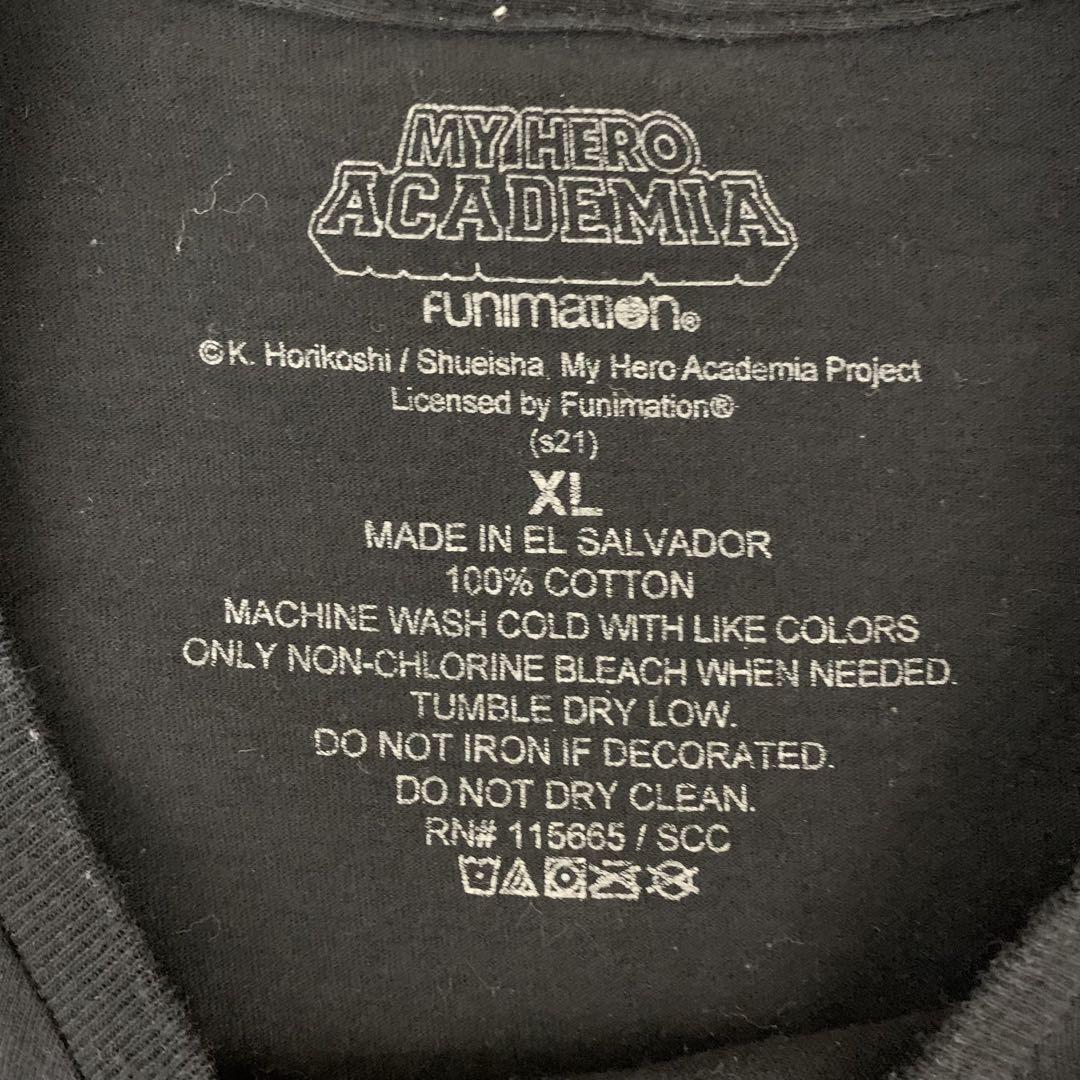 MY HERO
ACADEMIA
FUNIMATION®
©K. Horikoshi / Shueisha, My Hero Academia Project
Licensed by Funimation®
(s21)
XL
MADE IN EL SALVADOR
100% COTTON
MACHINE WASH COLD WITH LIKE COLORS
ONLY NON-CHLORINE BLEACH WHEN NEEDED.
TUMBLE DRY LOW.
DO NOT IRON IF DECORATED.
DO NOT DRY CLEAN.
RN# 115665 / SCC